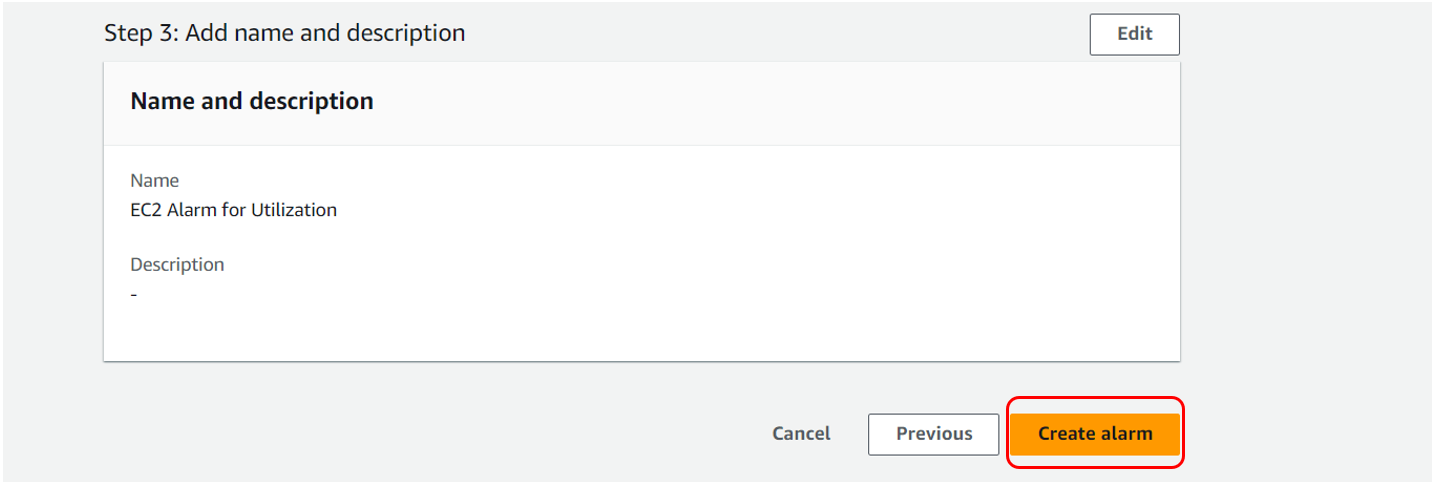 Step 3: Add name and description
Edit
Name and description
Name
EC2 Alarm for Utilization
Description
-
Cancel
Previous
Create alarm